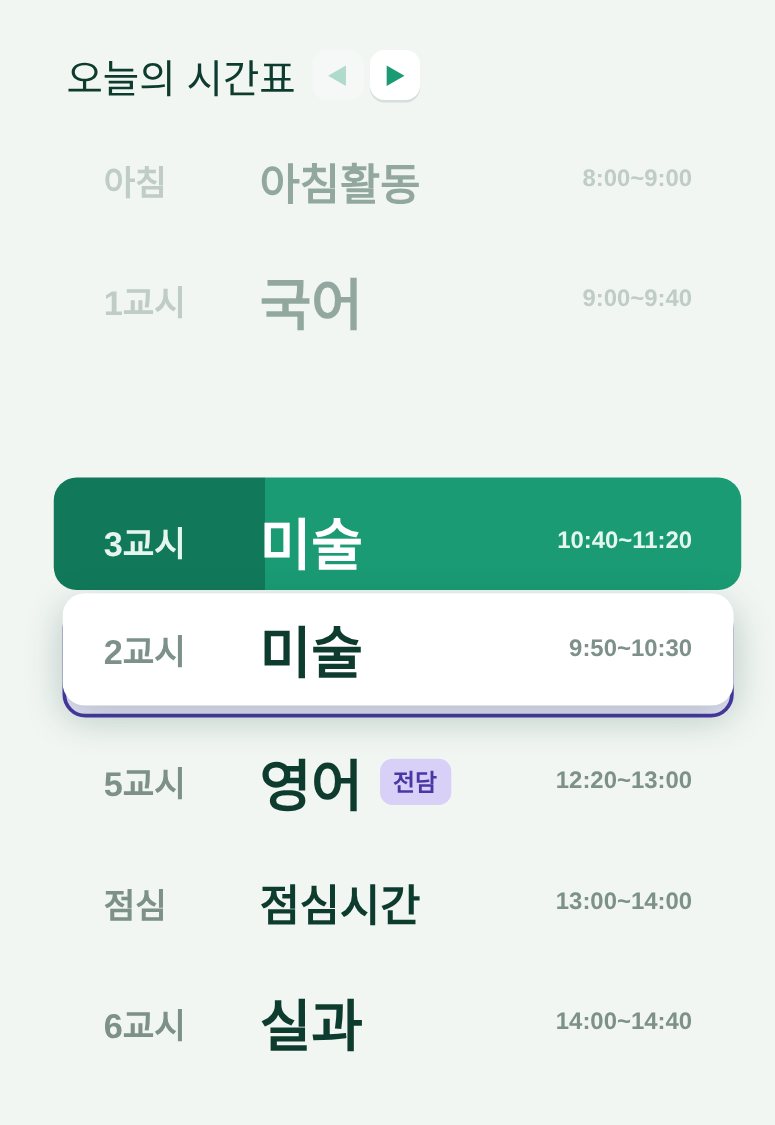 오늘의 시간표 ◀ ▶
아침 아침활동 8:00~9:00
1교시 국어 9:00~9:40
3교시 미술 10:40~11:20
2교시 미술 9:50~10:30
5교시 영어 전담 12:20~13:00
점심 점심시간 13:00~14:00
6교시 실과 14:00~14:40